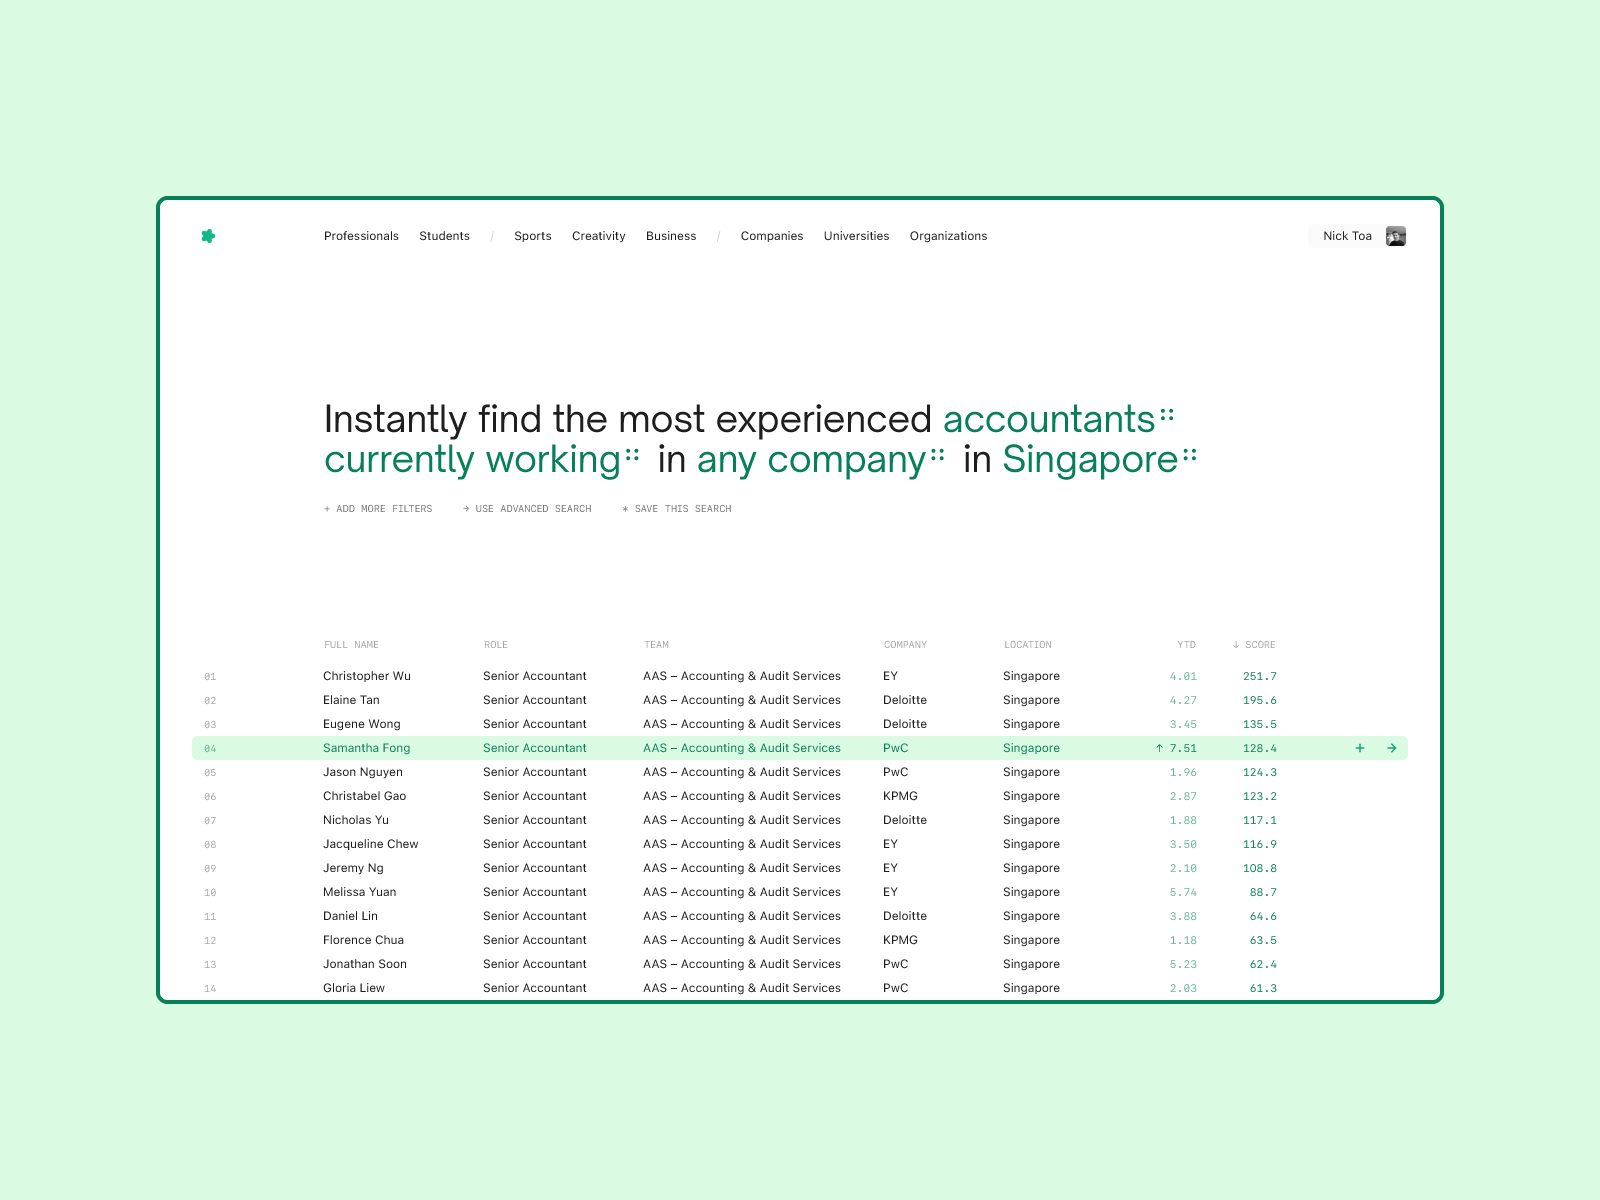 Professionals Students / Sports Creativity Business / Companies Universities Organizations Nick Toa
Instantly find the most experienced accountants
currently working in any company in Singapore
+ ADD MORE FILTERS → USE ADVANCED SEARCH * SAVE THIS SEARCH
FULL NAME ROLE TEAM COMPANY LOCATION YTD ↓ SCORE
01 Christopher Wu Senior Accountant AAS – Accounting & Audit Services EY Singapore 4.01 251.7
02 Elaine Tan Senior Accountant AAS – Accounting & Audit Services Deloitte Singapore 4.27 195.6
03 Eugene Wong Senior Accountant AAS – Accounting & Audit Services Deloitte Singapore 3.45 135.5
04 Samantha Fong Senior Accountant AAS – Accounting & Audit Services PwC Singapore ↑ 7.51 128.4 + →
05 Jason Nguyen Senior Accountant AAS – Accounting & Audit Services PwC Singapore 1.96 124.3
06 Christabel Gao Senior Accountant AAS – Accounting & Audit Services KPMG Singapore 2.87 123.2
07 Nicholas Yu Senior Accountant AAS – Accounting & Audit Services Deloitte Singapore 1.88 117.1
08 Jacqueline Chew Senior Accountant AAS – Accounting & Audit Services EY Singapore 3.50 116.9
09 Jeremy Ng Senior Accountant AAS – Accounting & Audit Services EY Singapore 2.10 108.8
10 Melissa Yuan Senior Accountant AAS – Accounting & Audit Services EY Singapore 5.74 88.7
11 Daniel Lin Senior Accountant AAS – Accounting & Audit Services Deloitte Singapore 3.88 64.6
12 Florence Chua Senior Accountant AAS – Accounting & Audit Services KPMG Singapore 1.18 63.5
13 Jonathan Soon Senior Accountant AAS – Accounting & Audit Services PwC Singapore 5.23 62.4
14 Gloria Liew Senior Accountant AAS – Accounting & Audit Services PwC Singapore 2.03 61.3